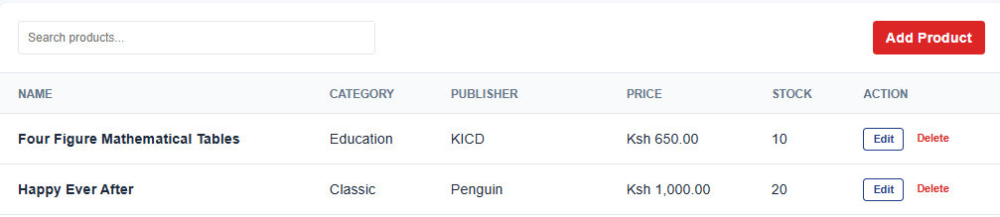 Search products...
Add Product
NAME CATEGORY PUBLISHER PRICE STOCK ACTION
Four Figure Mathematical Tables Education KICD Ksh 650.00 10 Edit Delete
Happy Ever After Classic Penguin Ksh 1,000.00 20 Edit Delete